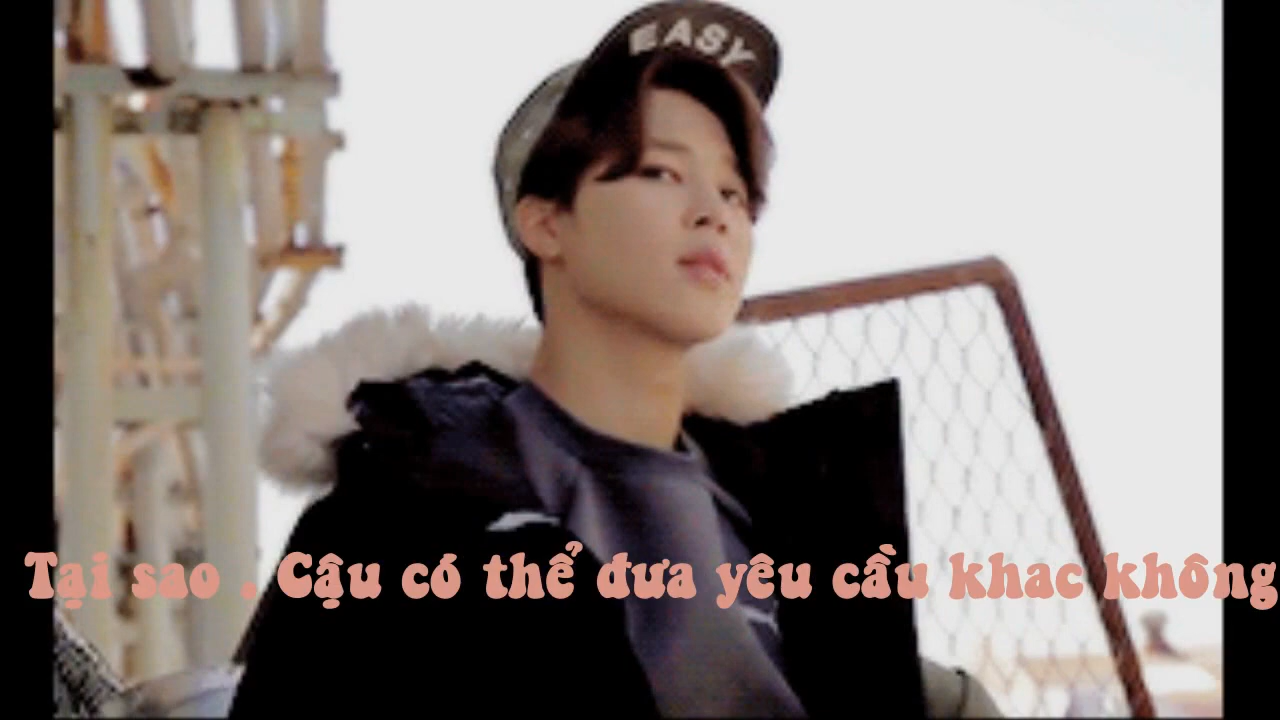 EASY
Tại sao . Cậu có thể đưa yêu cầu khac không